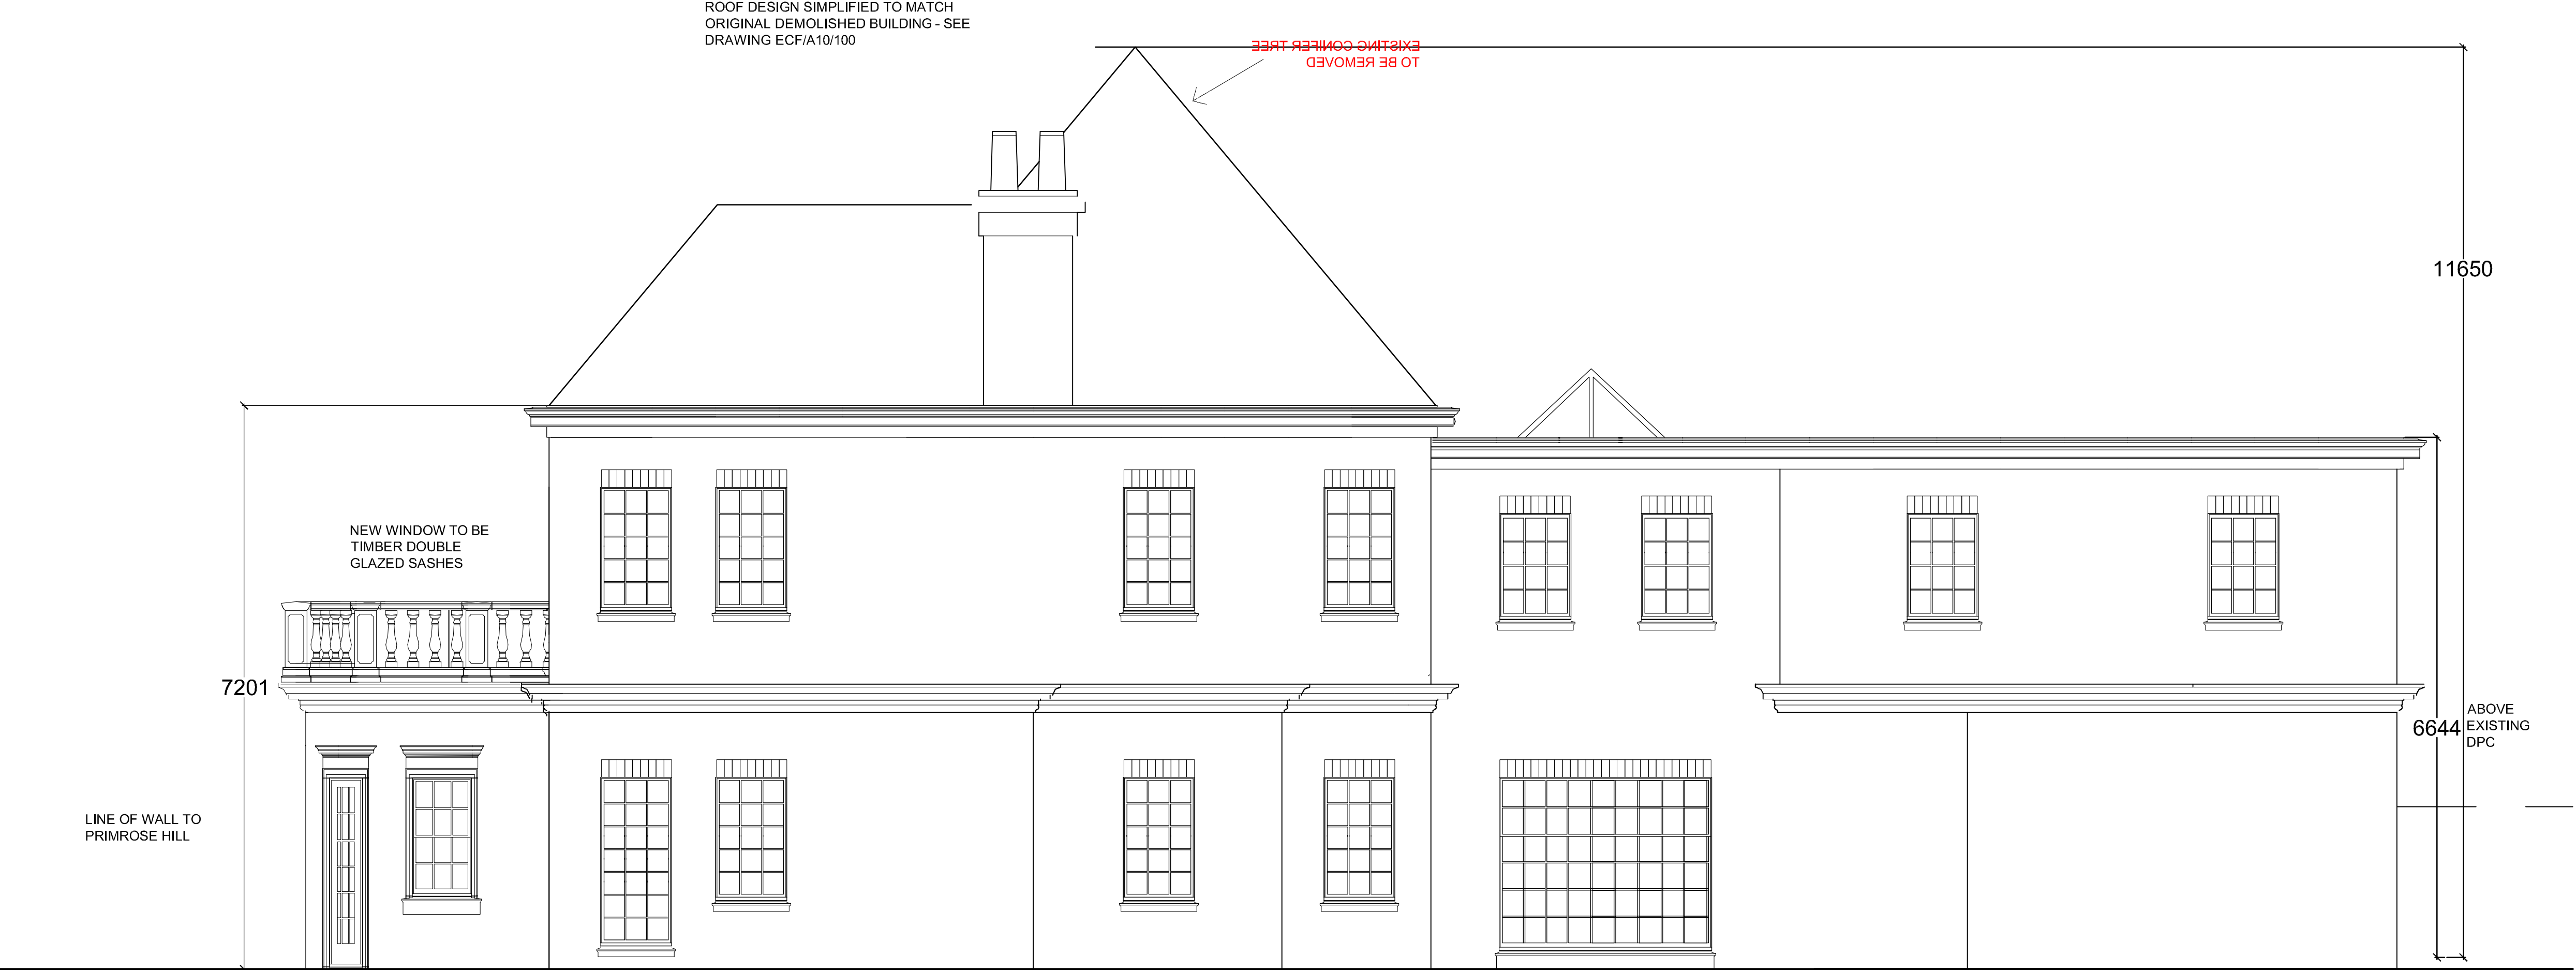 ROOF DESIGN SIMPLIFIED TO MATCH
ORIGINAL DEMOLISHED BUILDING - SEE
DRAWING ECF/A10/100
EXISTING CONIFER TREE
TO BE REMOVED
11650
NEW WINDOW TO BE
TIMBER DOUBLE
GLAZED SASHES
7201
6644
ABOVE
EXISTING
DPC
LINE OF WALL TO
PRIMROSE HILL